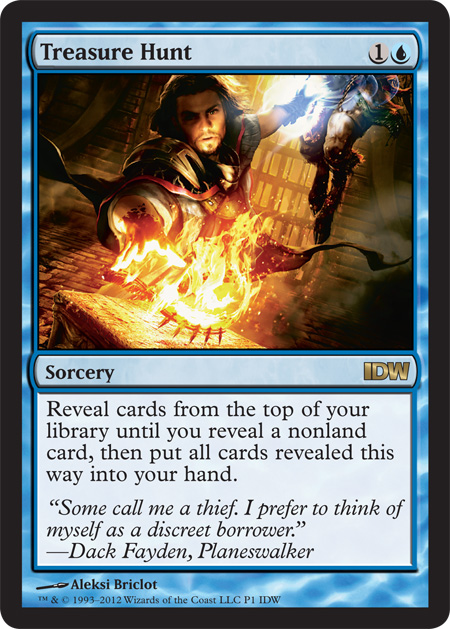 Treasure Hunt 1
Sorcery IDW
Reveal cards from the top of your
library until you reveal a nonland
card, then put all cards revealed this
way into your hand.
“Some call me a thief. I prefer to think of
myself as a discreet borrower.”
—Dack Fayden, Planeswalker
Aleksi Briclot
™ & © 1993–2012 Wizards of the Coast LLC P1 IDW